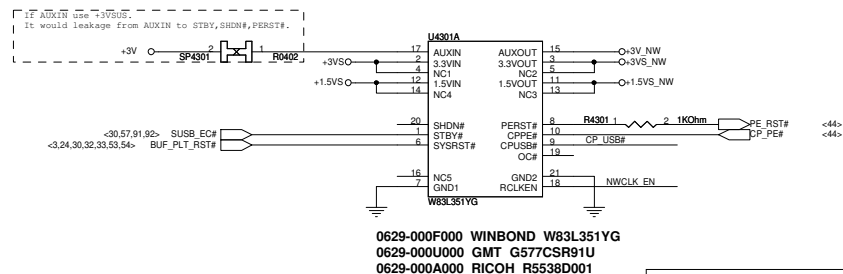 If AUXIN use +3VSUS.
It would leakage from AUXIN to STBY,SHDN#,PERST#.
+3V 2 SP4301 1 R0402
U4301A
17 AUXIN AUXOUT 15 +3V_NW
+3VS 2 3.3VIN 3.3VOUT 3 +3VS_NW
4 NC1 NC2 5
+1.5VS 12 1.5VIN 1.5VOUT 11 +1.5VS_NW
14 NC4 NC3 13
20 SHDN# PERST# 8 R4301 1 2 1KOhm PE_RST# <44>
<30,57,91,92> SUSB_EC# 1 STBY# CPPE# 10 CP_PE# <44>
<3,24,30,32,33,53,54> BUF_PLT_RST# 6 SYSRST# CPUSB# 9 CP_USB#
OC# 19
16 NC5 GND2 21
7 GND1 RCLKEN 18 NWCLK_EN
W83L351YG
0629-000F000 WINBOND W83L351YG
0629-000U000 GMT G577CSR91U
0629-000A000 RICOH R5538D001